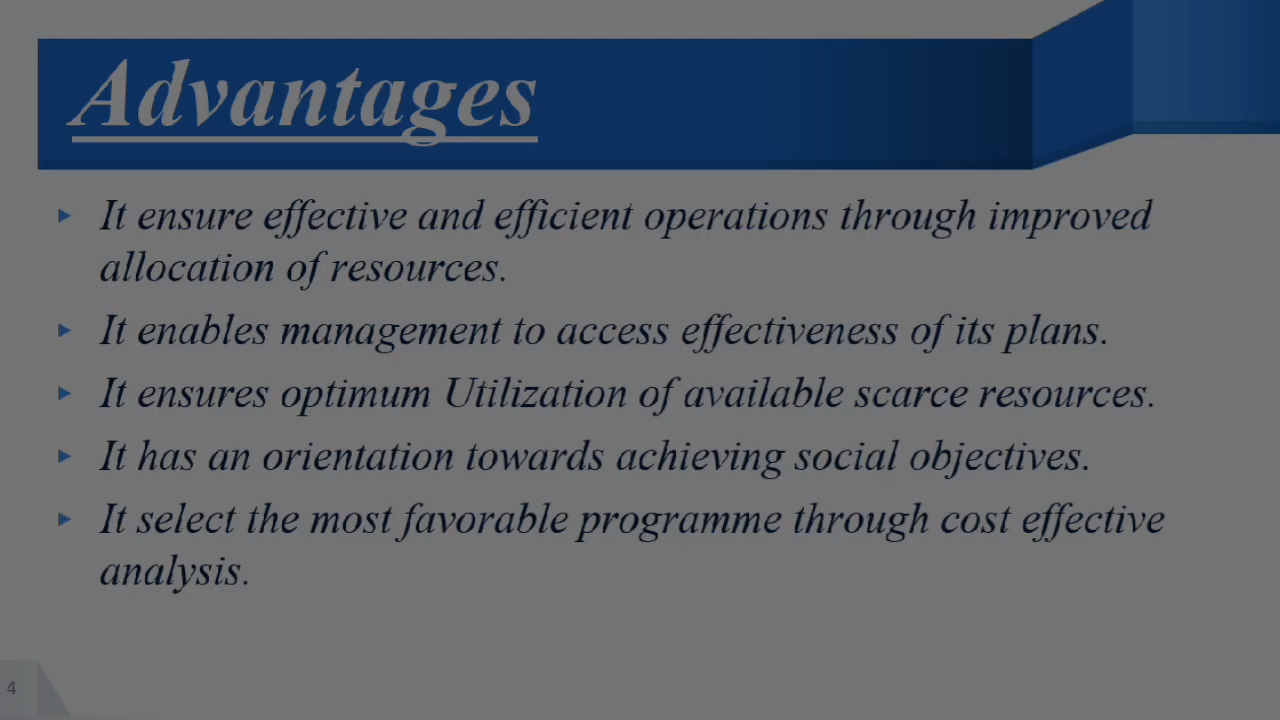 Advantages
It ensure effective and efficient operations through improved
allocation of resources.
It enables management to access effectiveness of its plans.
It ensures optimum Utilization of available scarce resources.
It has an orientation towards achieving social objectives.
It select the most favorable programme through cost effective
analysis.
4